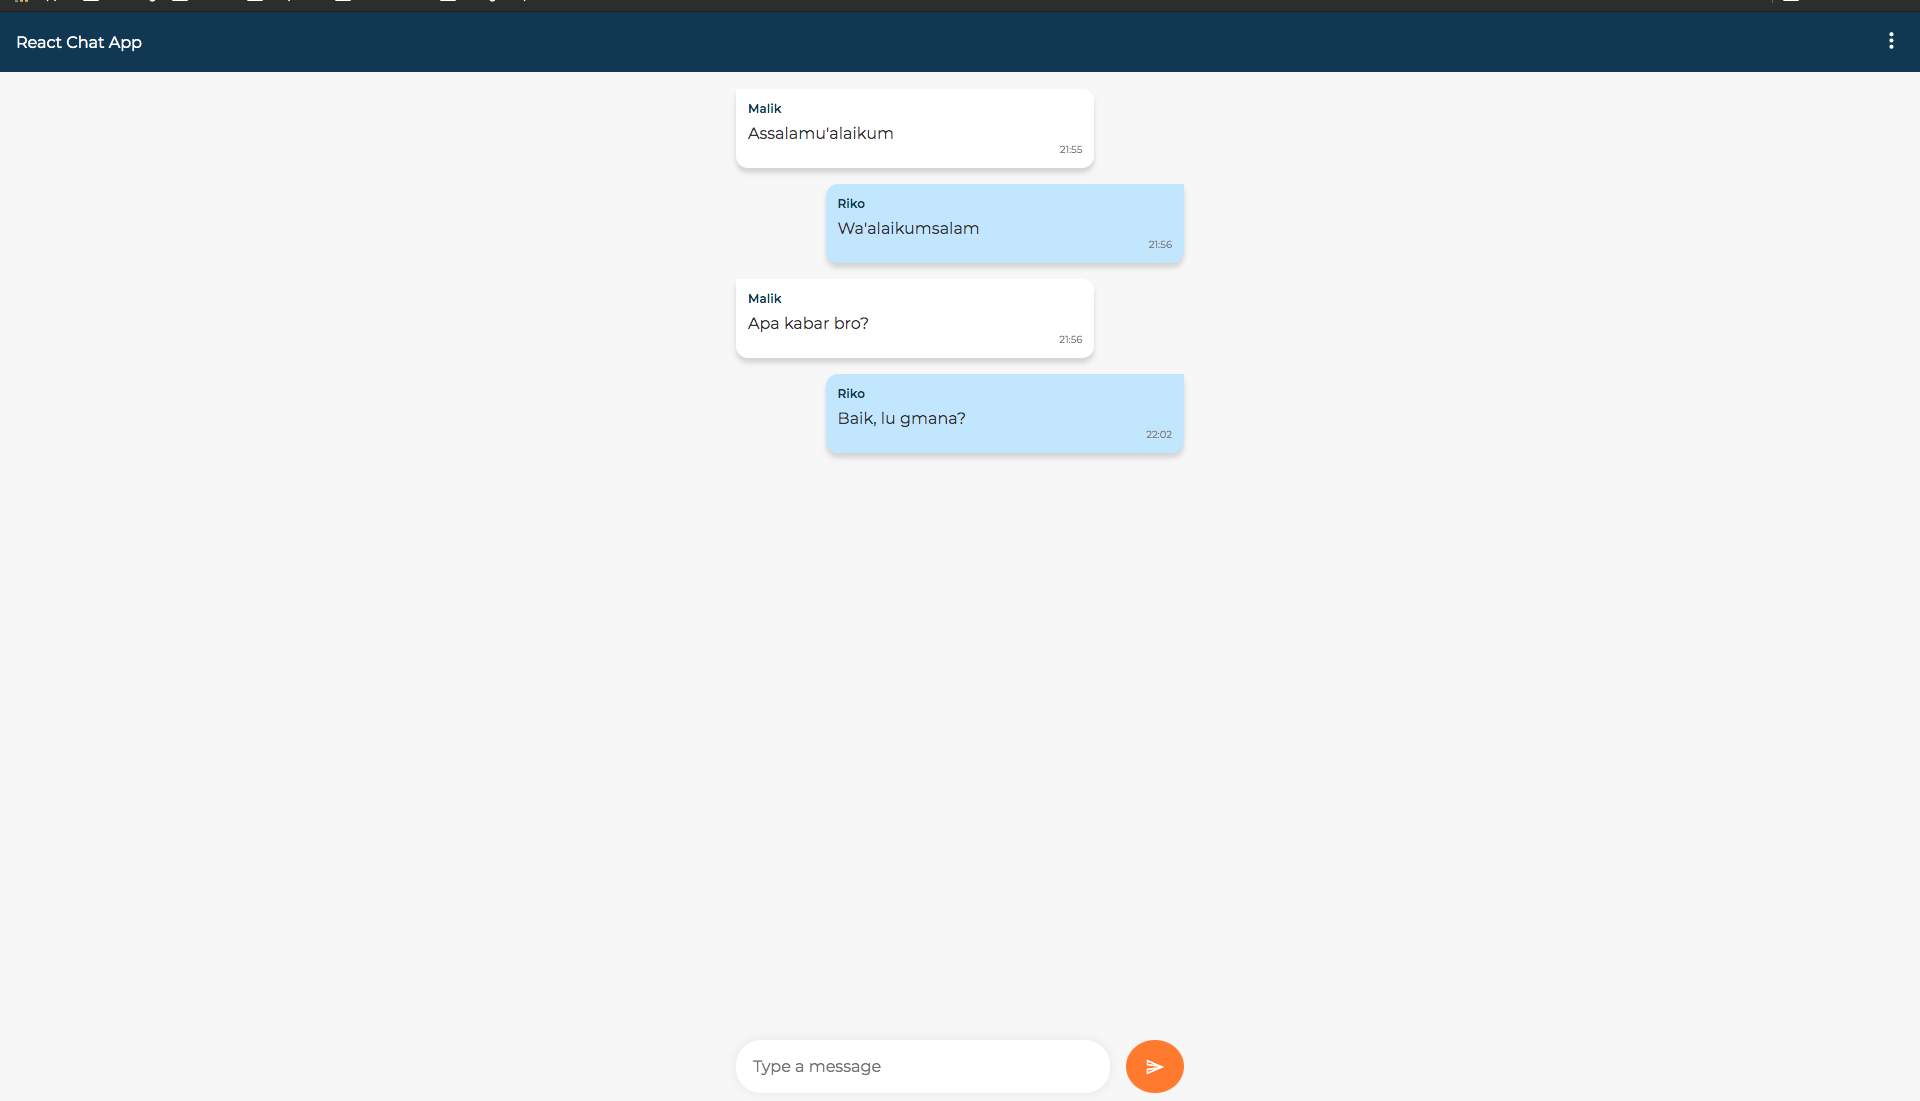 React Chat App
Malik
Assalamu'alaikum
21:55
Riko
Wa'alaikumsalam
21:56
Malik
Apa kabar bro?
21:56
Riko
Baik, lu gmana?
22:02
Type a message